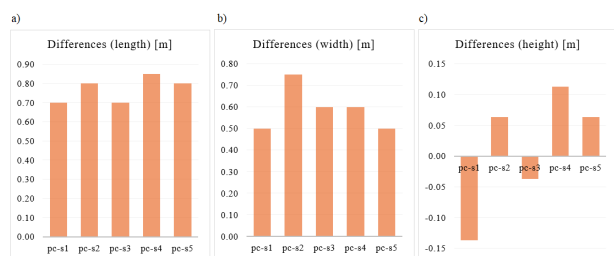 a)
Differences (length) [m]
0.90
0.80
0.70
0.60
0.50
0.40
0.30
0.20
0.10
0.00
pc-s1 pc-s2 pc-s3 pc-s4 pc-s5
b)
Differences (width) [m]
0.80
0.70
0.60
0.50
0.40
0.30
0.20
0.10
0.00
pc-s1 pc-s2 pc-s3 pc-s4 pc-s5
c)
Differences (height) [m]
0.15
0.10
0.05
0.00
pc-s1 pc-s2 pc-s3 pc-s4 pc-s5
-0.05
-0.10
-0.15